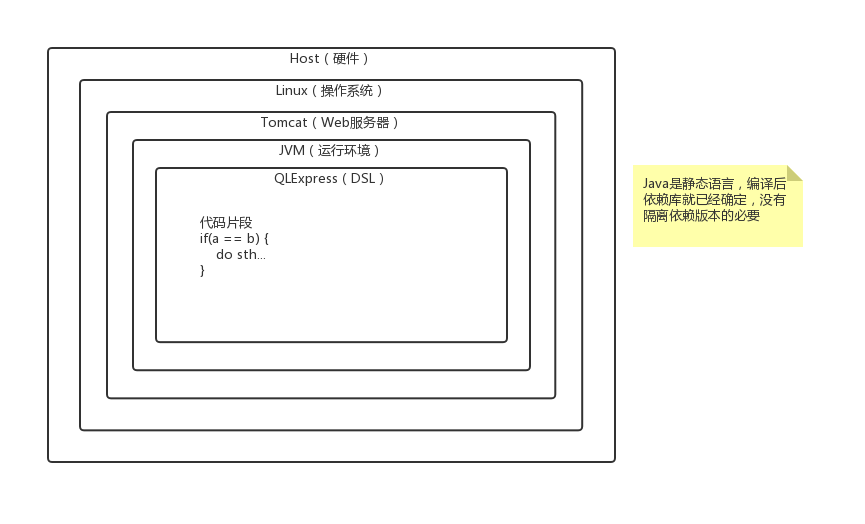 Host（硬件）
Linux（操作系统）
Tomcat（Web服务器）
JVM（运行环境）
QLExpress（DSL）
代码片段
if(a == b) {
    do sth...
}
Java是静态语言，编译后
依赖库就已经确定，没有
隔离依赖版本的必要